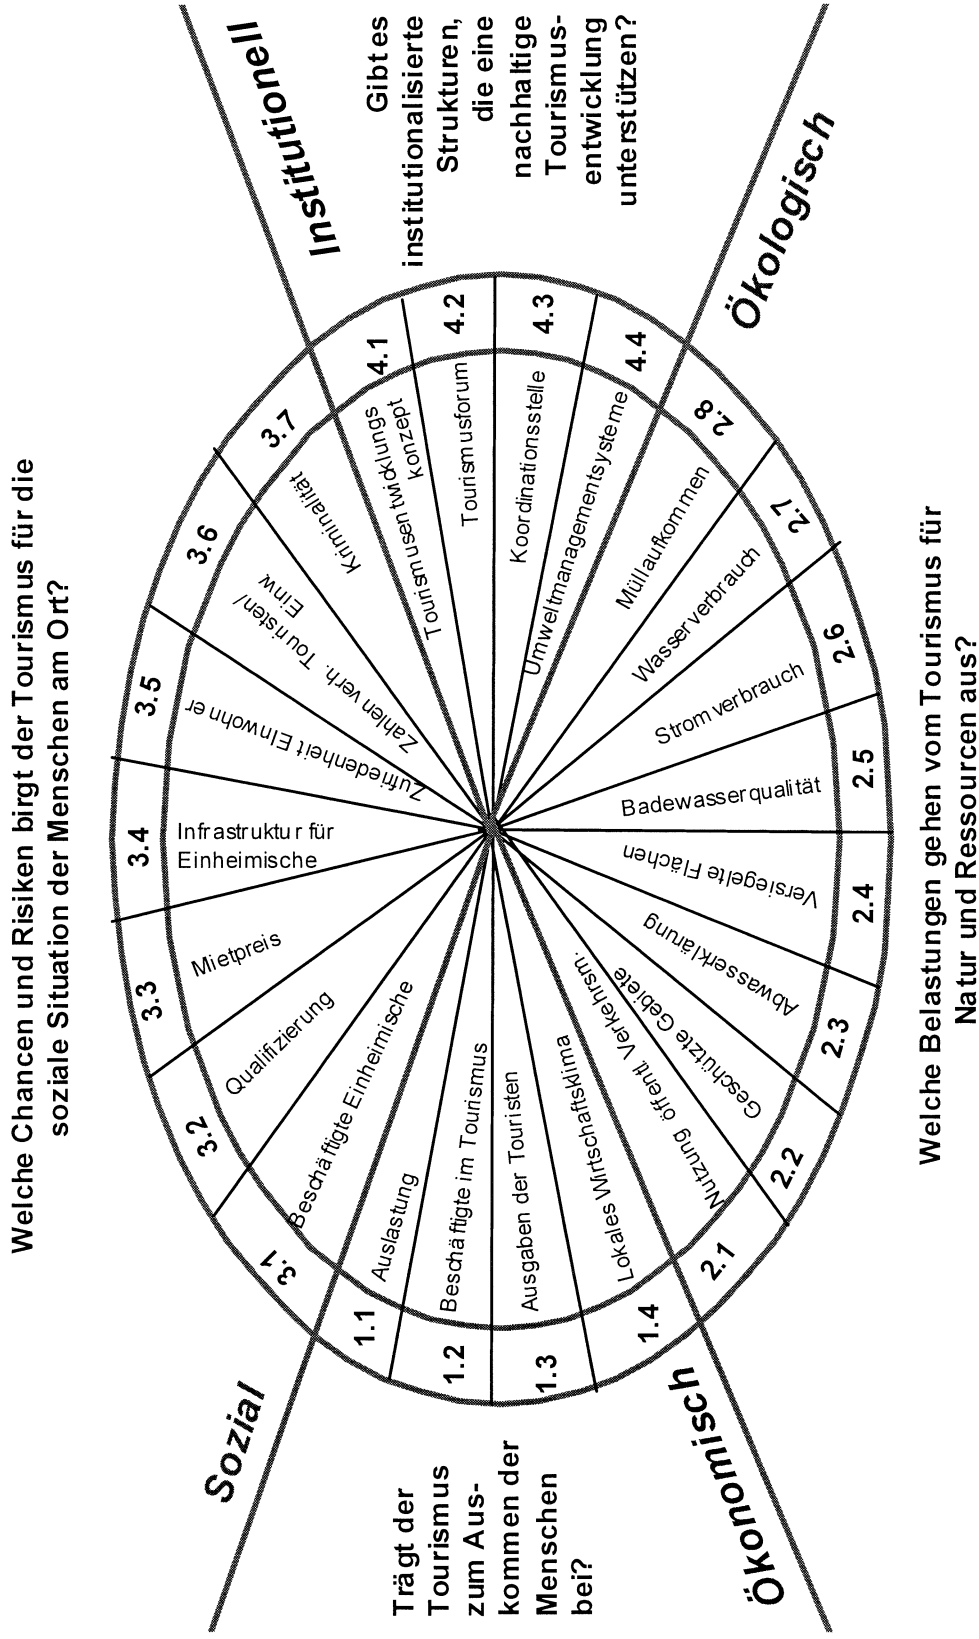 Welche Chancen und Risiken birgt der Tourismus für die
soziale Situation der Menschen am Ort?
Sozial
Institutionell
Trägt der
Tourismus
zum Aus-
kommen der
Menschen
bei?
Gibt es
institutionalisierte
Strukturen,
die eine
nachhaltige
Tourismus-
entwicklung
unterstützen?
3.1
Beschäftigte Einheimische
3.2
Qualifizierung
3.3
Mietpreis
3.4
Infrastruktur für
Einheimische
3.5
Zufriedenheit EInwohner
3.6
Zahlen verh. Touristen/
Einw.
3.7
Kriminalität
4.1
Tourismusentwicklungs
konzept
4.2
Tourismusforum
4.3
Koordinationsstelle
4.4
Umweltmanagementsysteme
1.1
Auslastung
1.2
Beschäftigte im Tourismus
1.3
Ausgaben der Touristen
1.4
Lokales Wirtschaftsklima
2.1
Nutzung öffentl. Verkehrsm.
2.2
Geschützte Gebiete
2.3
Abwasserklärung
2.4
Versiegelte Flächen
2.5
Badewasserqualität
2.6
Stromverbrauch
2.7
Wasserverbrauch
2.8
Müllaufkommen
Ökonomisch
Ökologisch
Welche Belastungen gehen vom Tourismus für
Natur und Ressourcen aus?